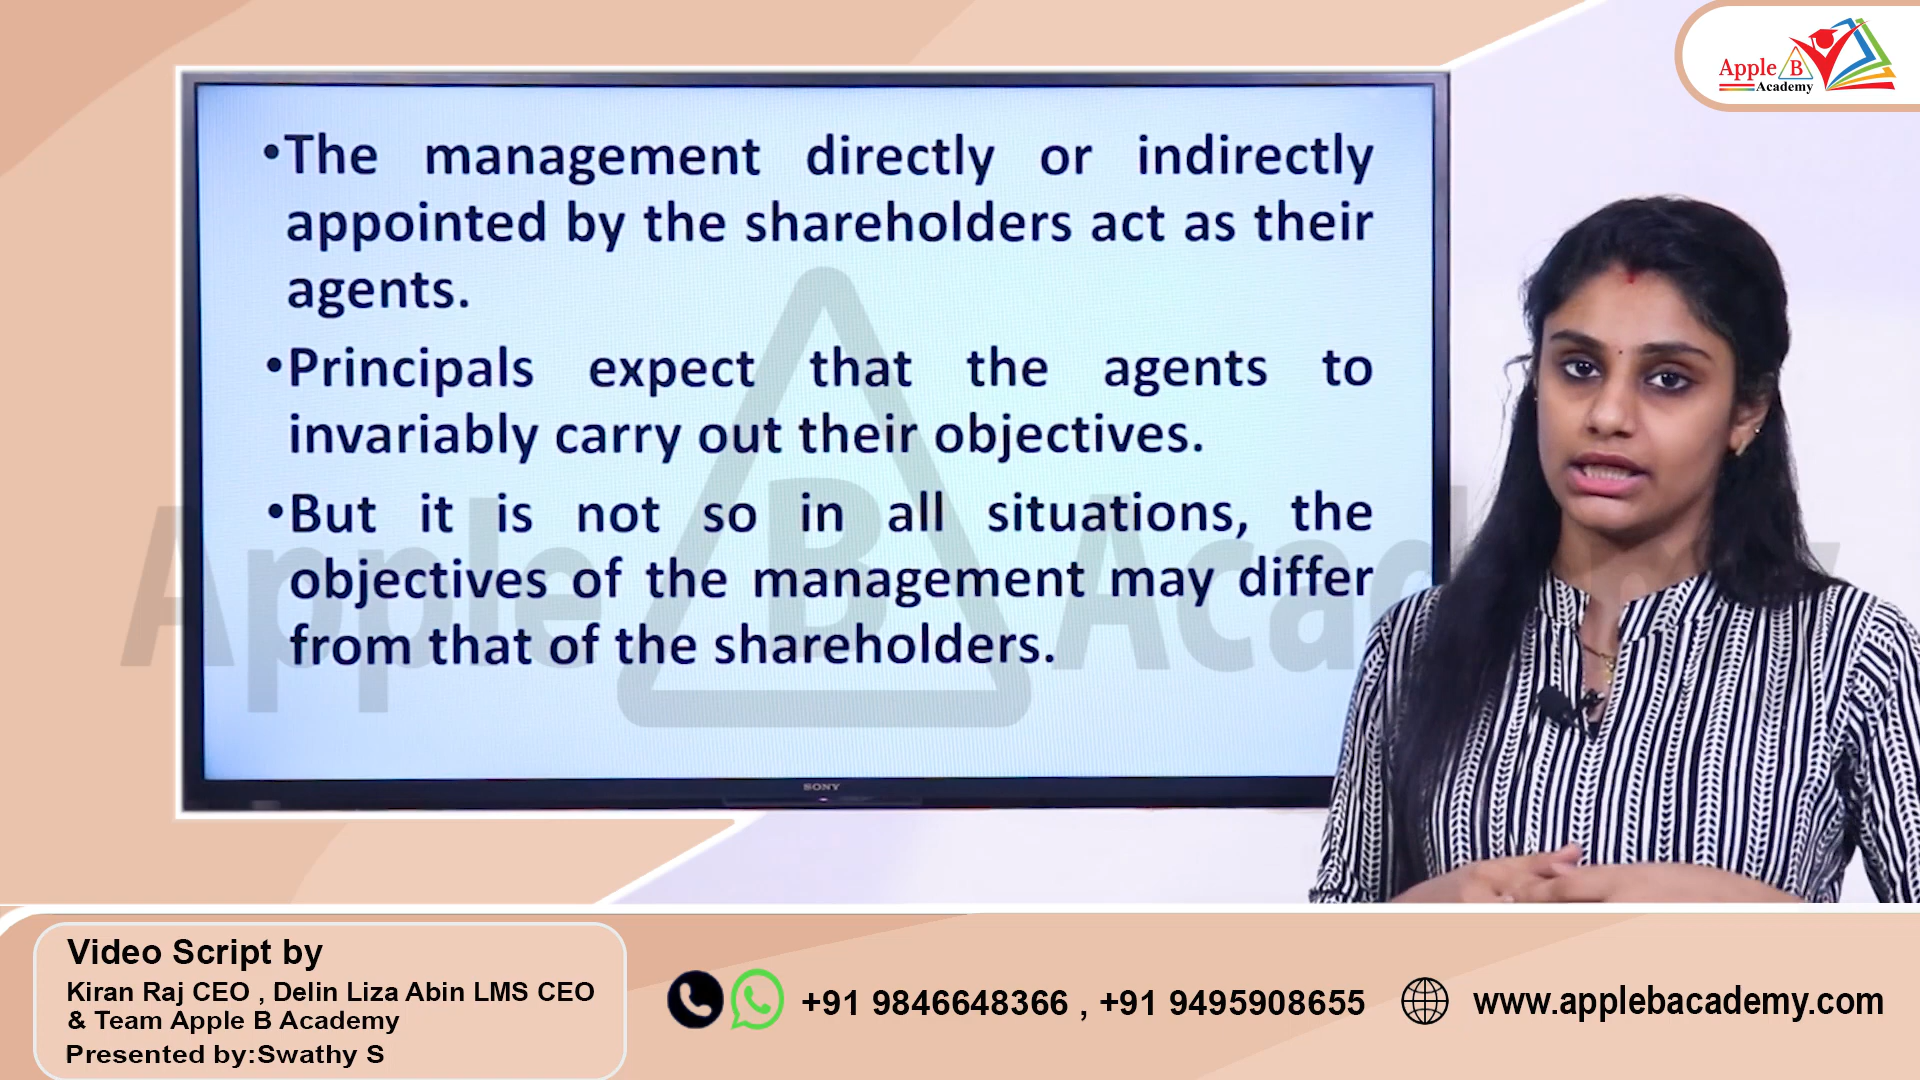 Apple B
Academy
•The management directly or indirectly
appointed by the shareholders act as their
agents.
•Principals expect that the agents to
invariably carry out their objectives.
•But it is not so in all situations, the
objectives of the management may differ
from that of the shareholders.
Apple B Academy
SONY
Video Script by
Kiran Raj CEO , Delin Liza Abin LMS CEO
& Team Apple B Academy
Presented by:Swathy S
+91 9846648366 , +91 9495908655
www.applebacademy.com